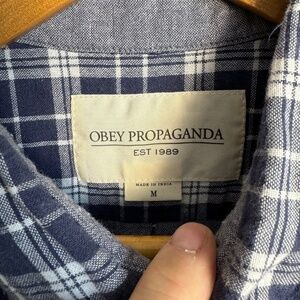 OBEY PROPAGANDA
EST 1989
MADE IN INDIA
M